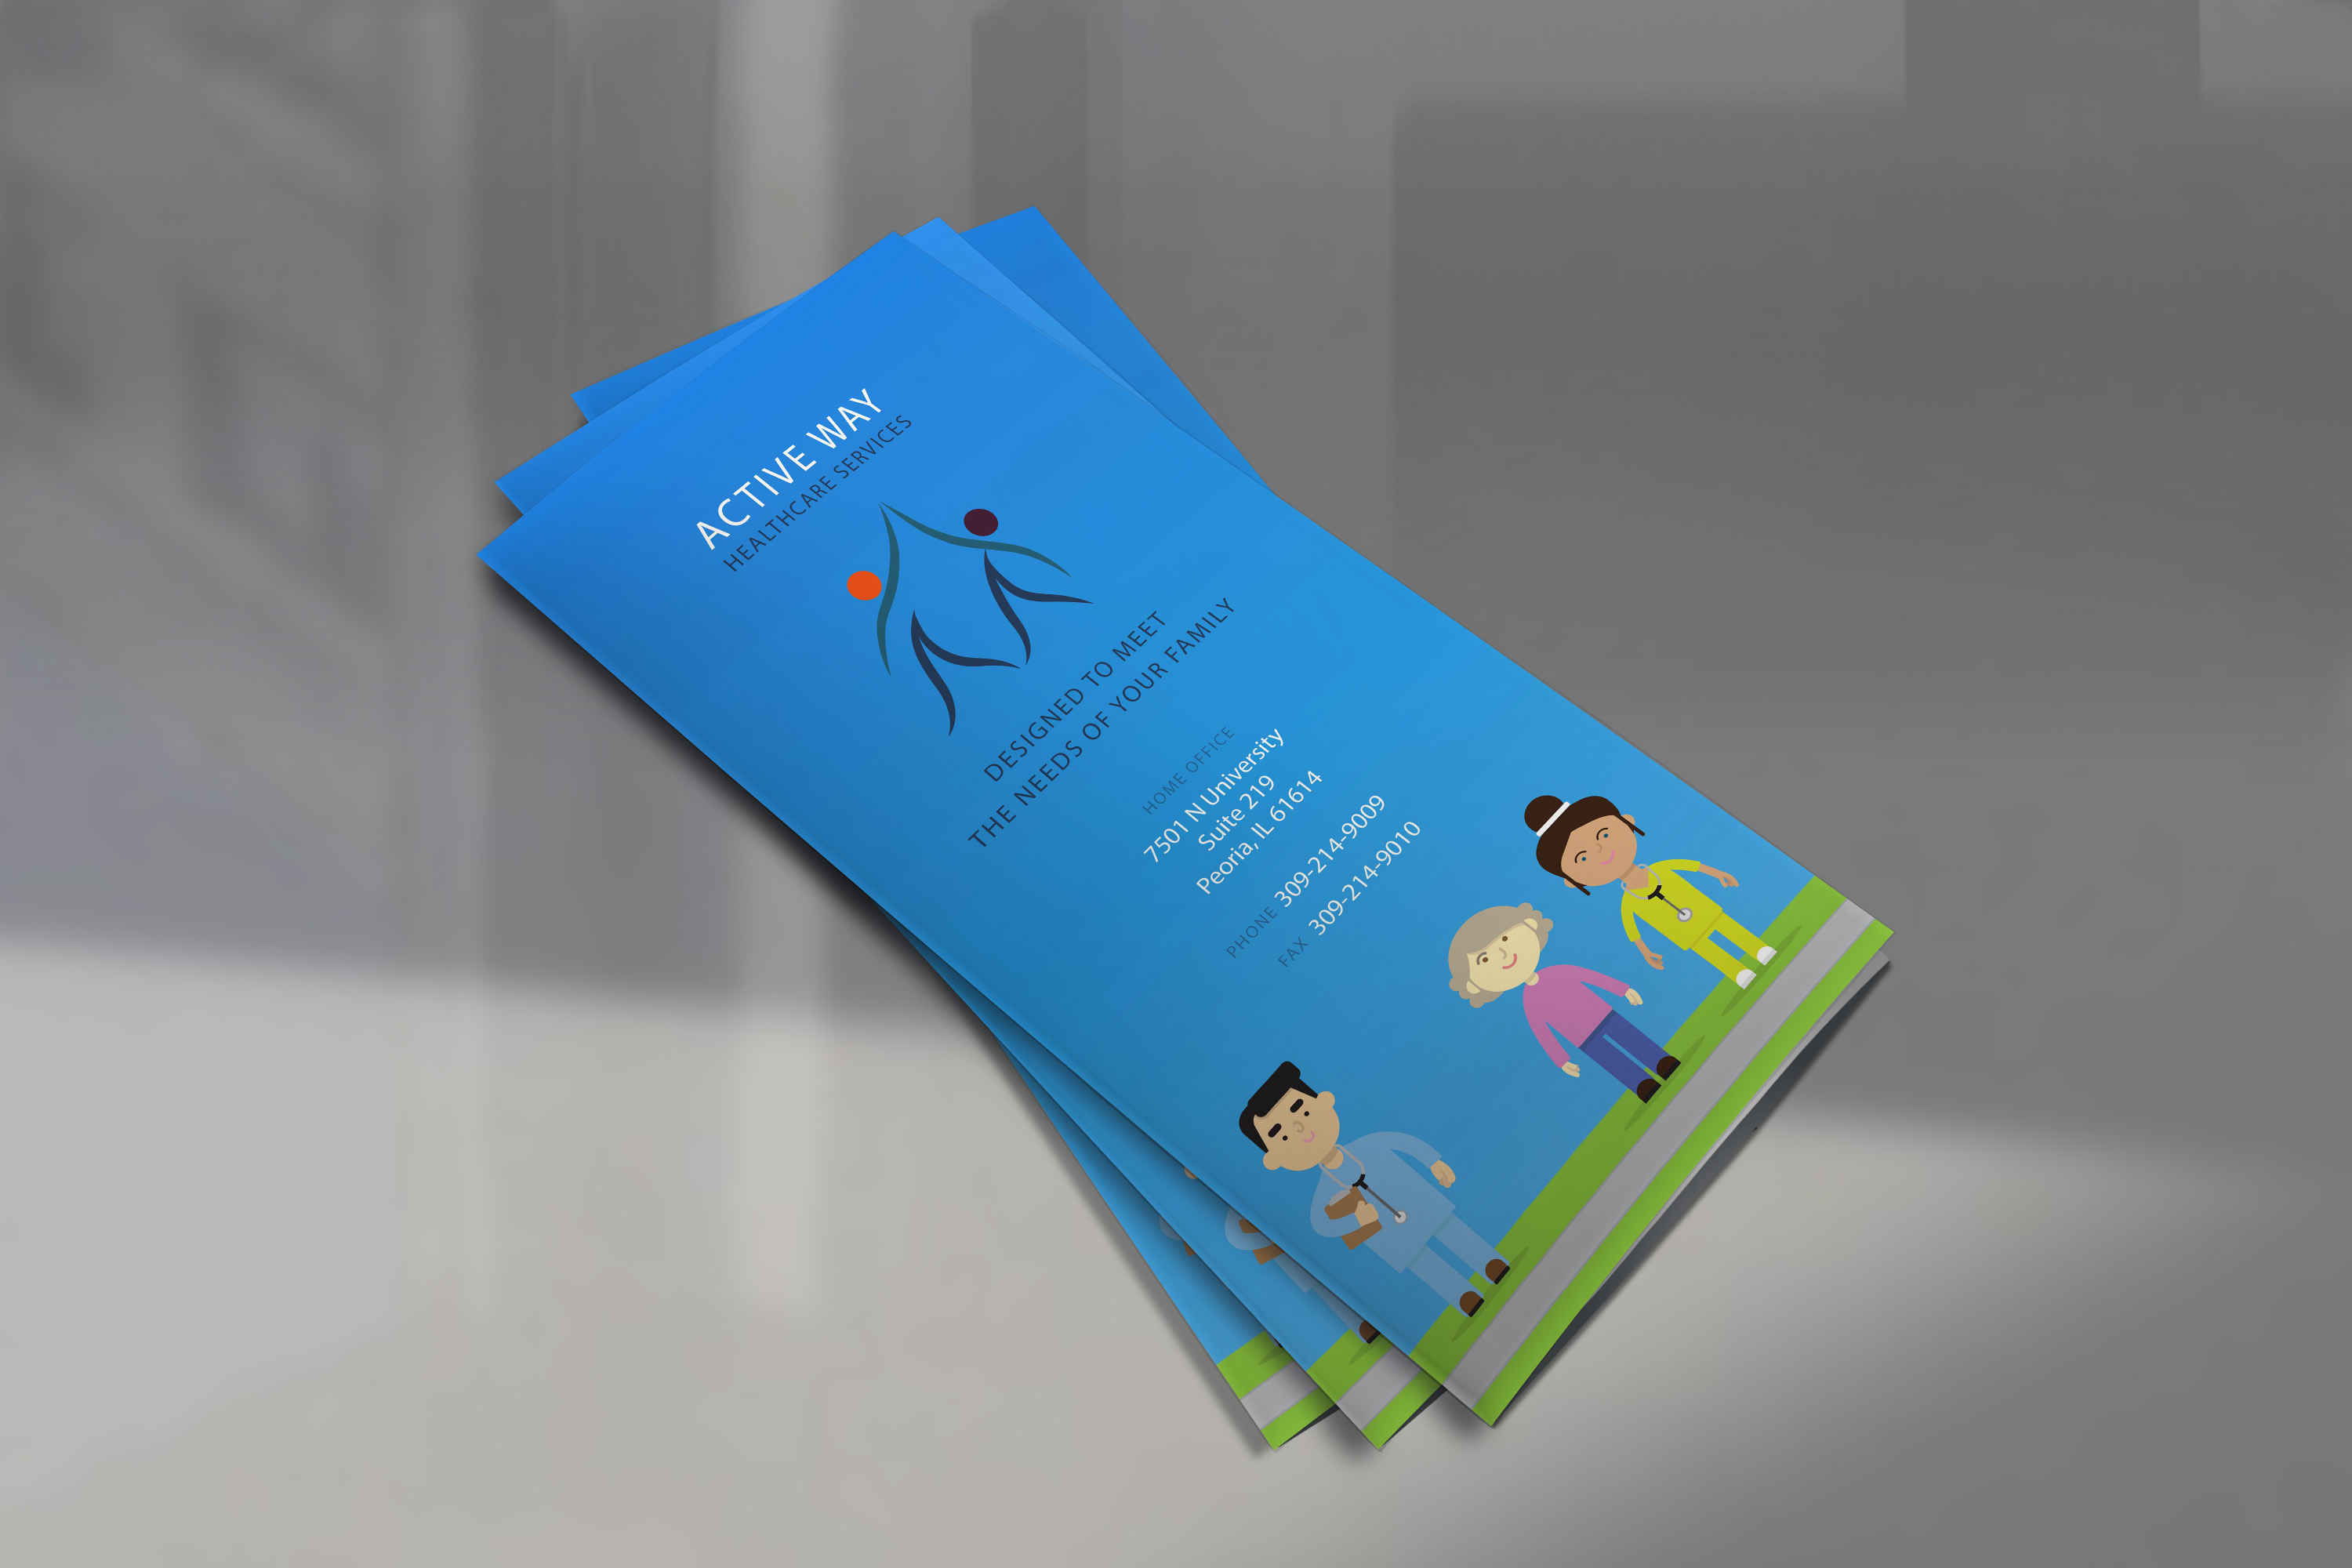 ACTIVE WAY
HEALTHCARE SERVICES
DESIGNED TO MEET
THE NEEDS OF YOUR FAMILY
HOME OFFICE
7501 N University
Suite 219
Peoria, IL 61614
PHONE 309-214-9009
FAX 309-214-9010